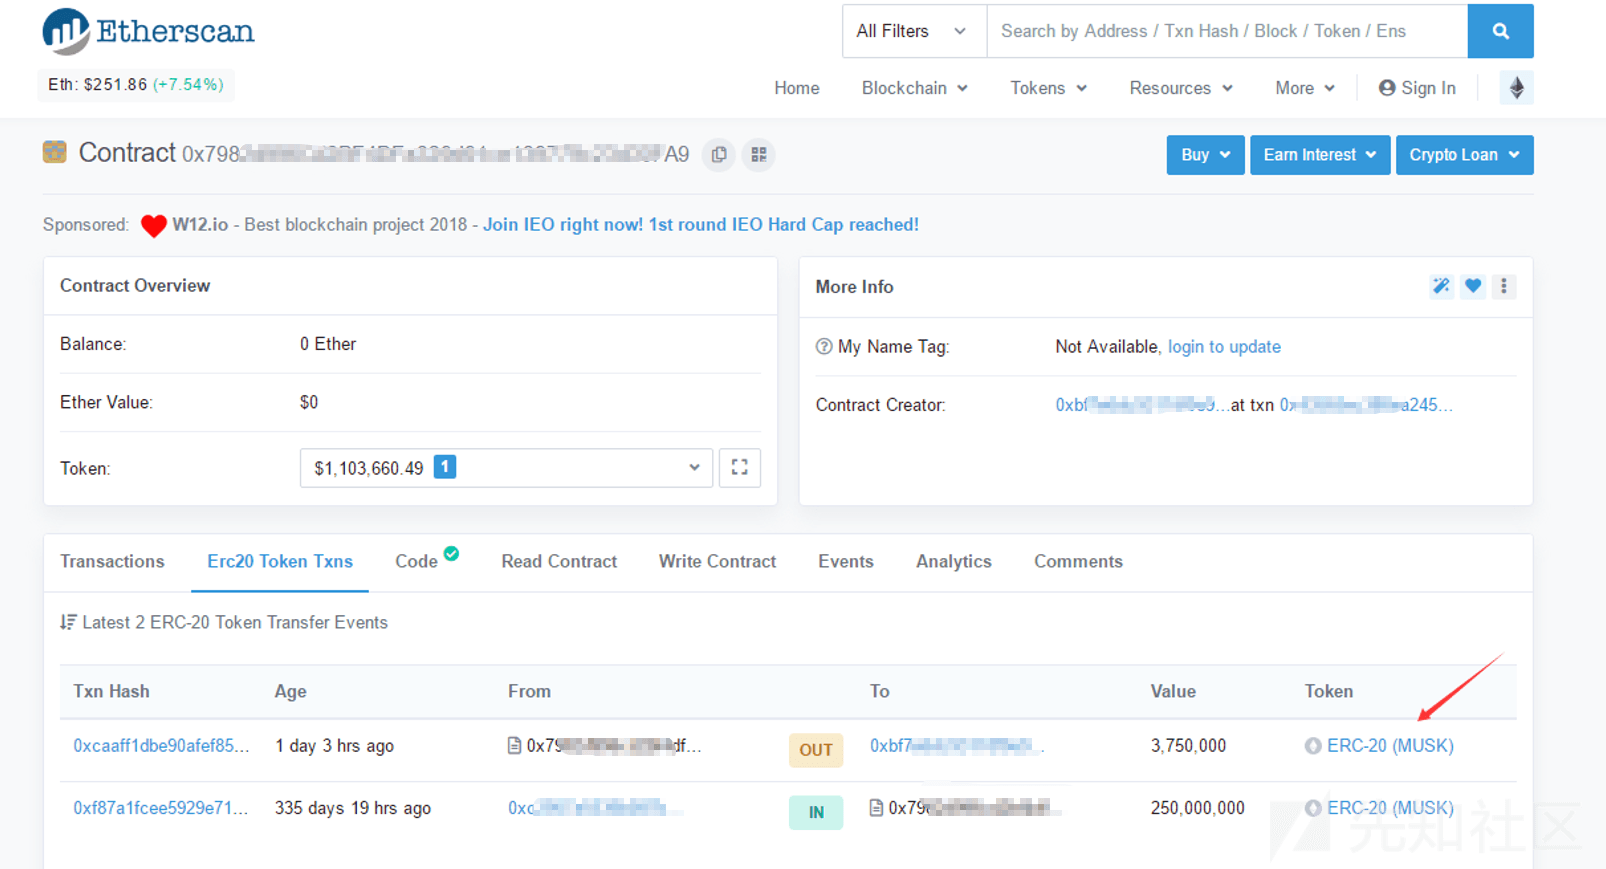 Etherscan
All Filters
Search by Address / Txn Hash / Block / Token / Ens
Eth: $251.86 (+7.54%)
Home Blockchain Tokens Resources More Sign In
Contract 0x798 A9
Buy Earn Interest Crypto Loan
Sponsored: W12.io - Best blockchain project 2018 - Join IEO right now! 1st round IEO Hard Cap reached!
Contract Overview
Balance: 0 Ether
Ether Value: $0
Token: $1,103,660.49 1
More Info
My Name Tag: Not Available, login to update
Contract Creator: 0xbf ... at txn 0x a245...
Transactions Erc20 Token Txns Code Read Contract Write Contract Events Analytics Comments
Latest 2 ERC-20 Token Transfer Events
Txn Hash Age From To Value Token
0xcaaff1dbe90afef85... 1 day 3 hrs ago 0x79 df... OUT 0xbf7 3,750,000 ERC-20 (MUSK)
0xf87a1fcee5929e71... 335 days 19 hrs ago 0xc IN 0x79 250,000,000 ERC-20 (MUSK)
先知社区